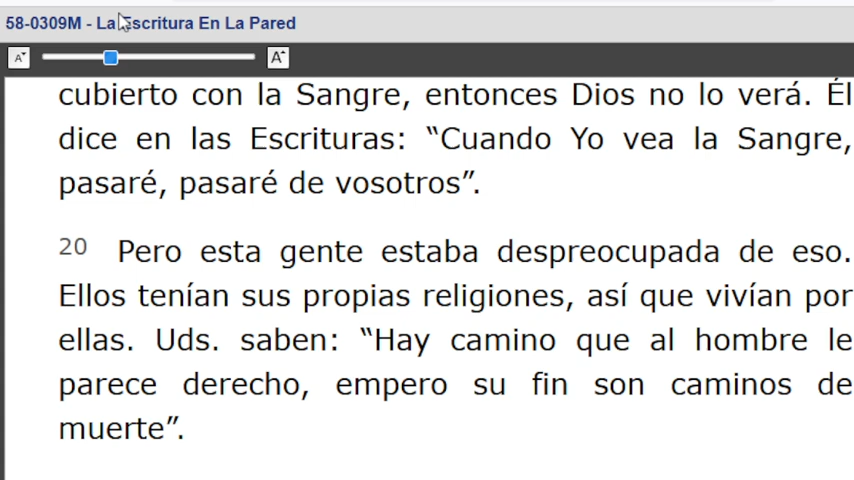 58-0309M - La Escritura En La Pared
A A
cubierto con la Sangre, entonces Dios no lo verá. Él
dice en las Escrituras: “Cuando Yo vea la Sangre,
pasaré, pasaré de vosotros”.
20 Pero esta gente estaba despreocupada de eso.
Ellos tenían sus propias religiones, así que vivían por
ellas. Uds. saben: “Hay camino que al hombre le
parece derecho, empero su fin son caminos de
muerte”.